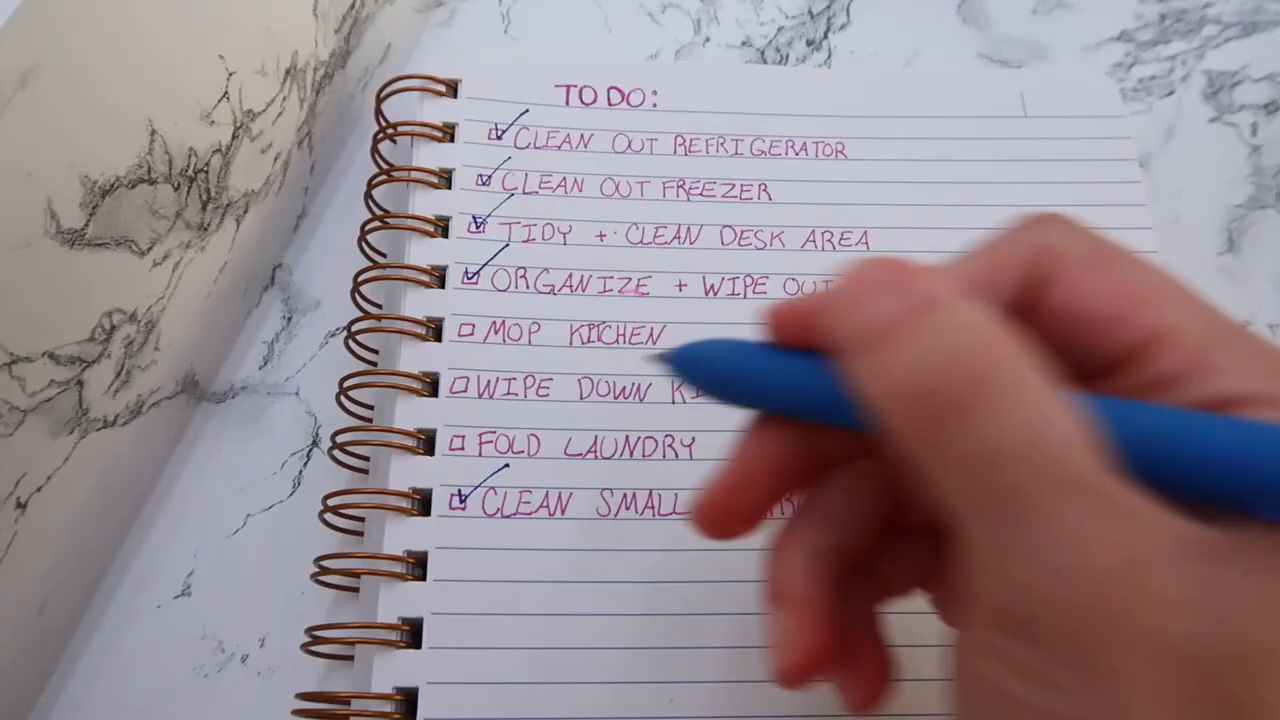 TO DO:
CLEAN OUT REFRIGERATOR
CLEAN OUT FREEZER
TIDY + CLEAN DESK AREA
ORGANIZE + WIPE OUT
MOP KITCHEN
WIPE DOWN
FOLD LAUNDRY
CLEAN SMALL